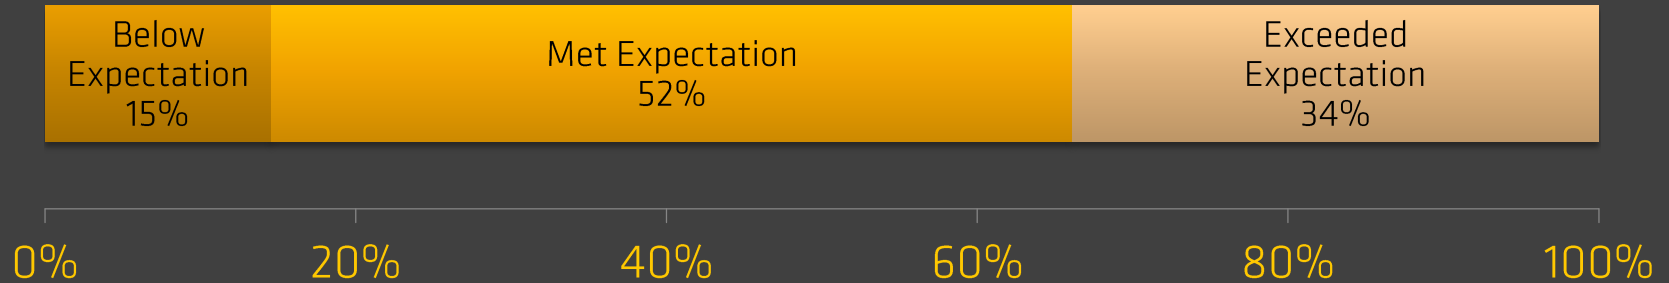 Below
Expectation
15%
Met Expectation
52%
Exceeded
Expectation
34%
0%
20%
40%
60%
80%
100%